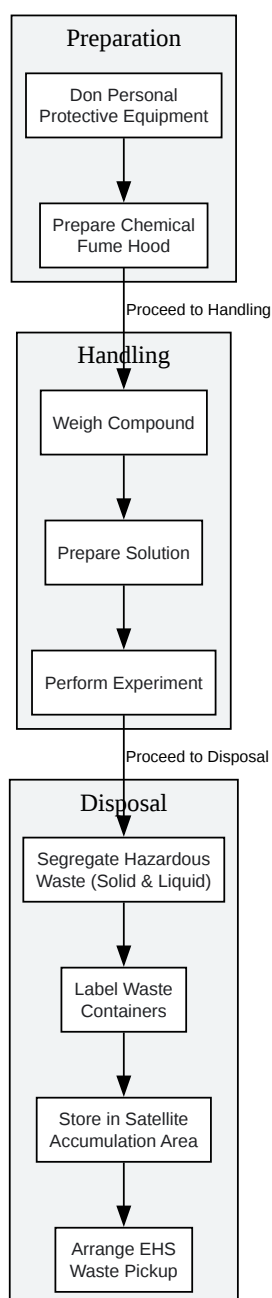 Preparation
Don Personal
Protective Equipment
Prepare Chemical
Fume Hood
Proceed to Handling
Handling
Weigh Compound
Prepare Solution
Perform Experiment
Proceed to Disposal
Disposal
Segregate Hazardous
Waste (Solid & Liquid)
Label Waste
Containers
Store in Satellite
Accumulation Area
Arrange EHS
Waste Pickup